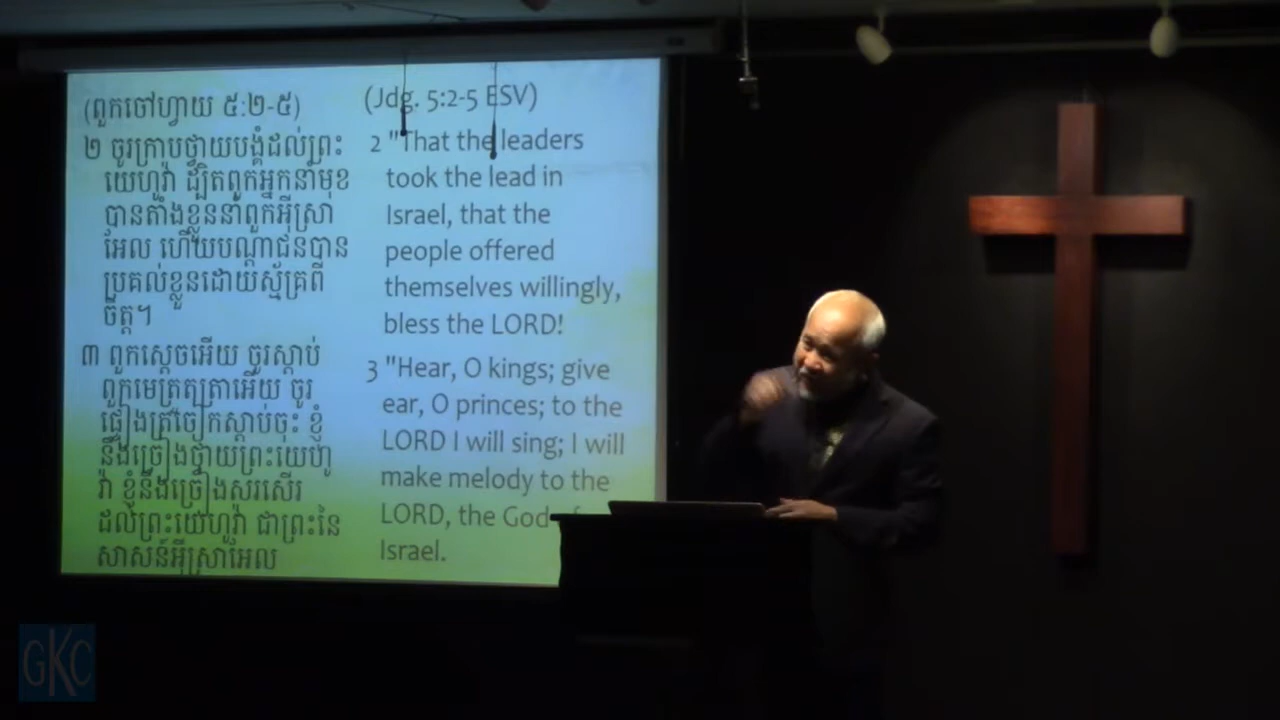 (ពួកចៅហ្វាយ ៥:២-៥)
២ ចូរក្រាបថ្វាយបង្គំដល់ព្រះ
យេហូវ៉ា ដ្បិតពួកអ្នកនាំមុខ
បានតាំងខ្លួននាំពួកអ៊ីស្រា
អែល ហើយបណ្តាជនបាន
ប្រគល់ខ្លួនដោយស្ម័គ្រពី
ចិត្ត។
៣ ពួកស្តេចអើយ ចូរស្តាប់
ពួកមេត្រួតត្រាអើយ ចូរ
ផ្ទៀងត្រចៀកស្តាប់ចុះ ខ្ញុំ
នឹងច្រៀងថ្វាយព្រះយេហូ
វ៉ា ខ្ញុំនឹងច្រៀងសរសើរ
ដល់ព្រះយេហូវ៉ា ជាព្រះនៃ
សាសន៍អ៊ីស្រាអែល
(Jdg. 5:2-5 ESV)
2 "That the leaders
took the lead in
Israel, that the
people offered
themselves willingly,
bless the LORD!
3 "Hear, O kings; give
ear, O princes; to the
LORD I will sing; I will
make melody to the
LORD, the God
Israel.
GKC